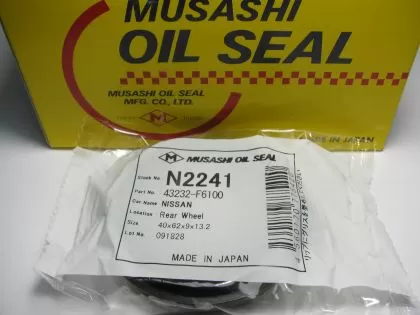 MUSASHI
OIL SEAL
MUSASHI OIL SEAL
MFG. CO., LTD.
M
MADE IN JAPAN
M MUSASHI OIL SEAL
Stock No. N2241
Part No. 43232-F6100
Car Name NISSAN
Location Rear Wheel
Size 40x62x9x13.2
Lot No 091828
MADE IN JAPAN